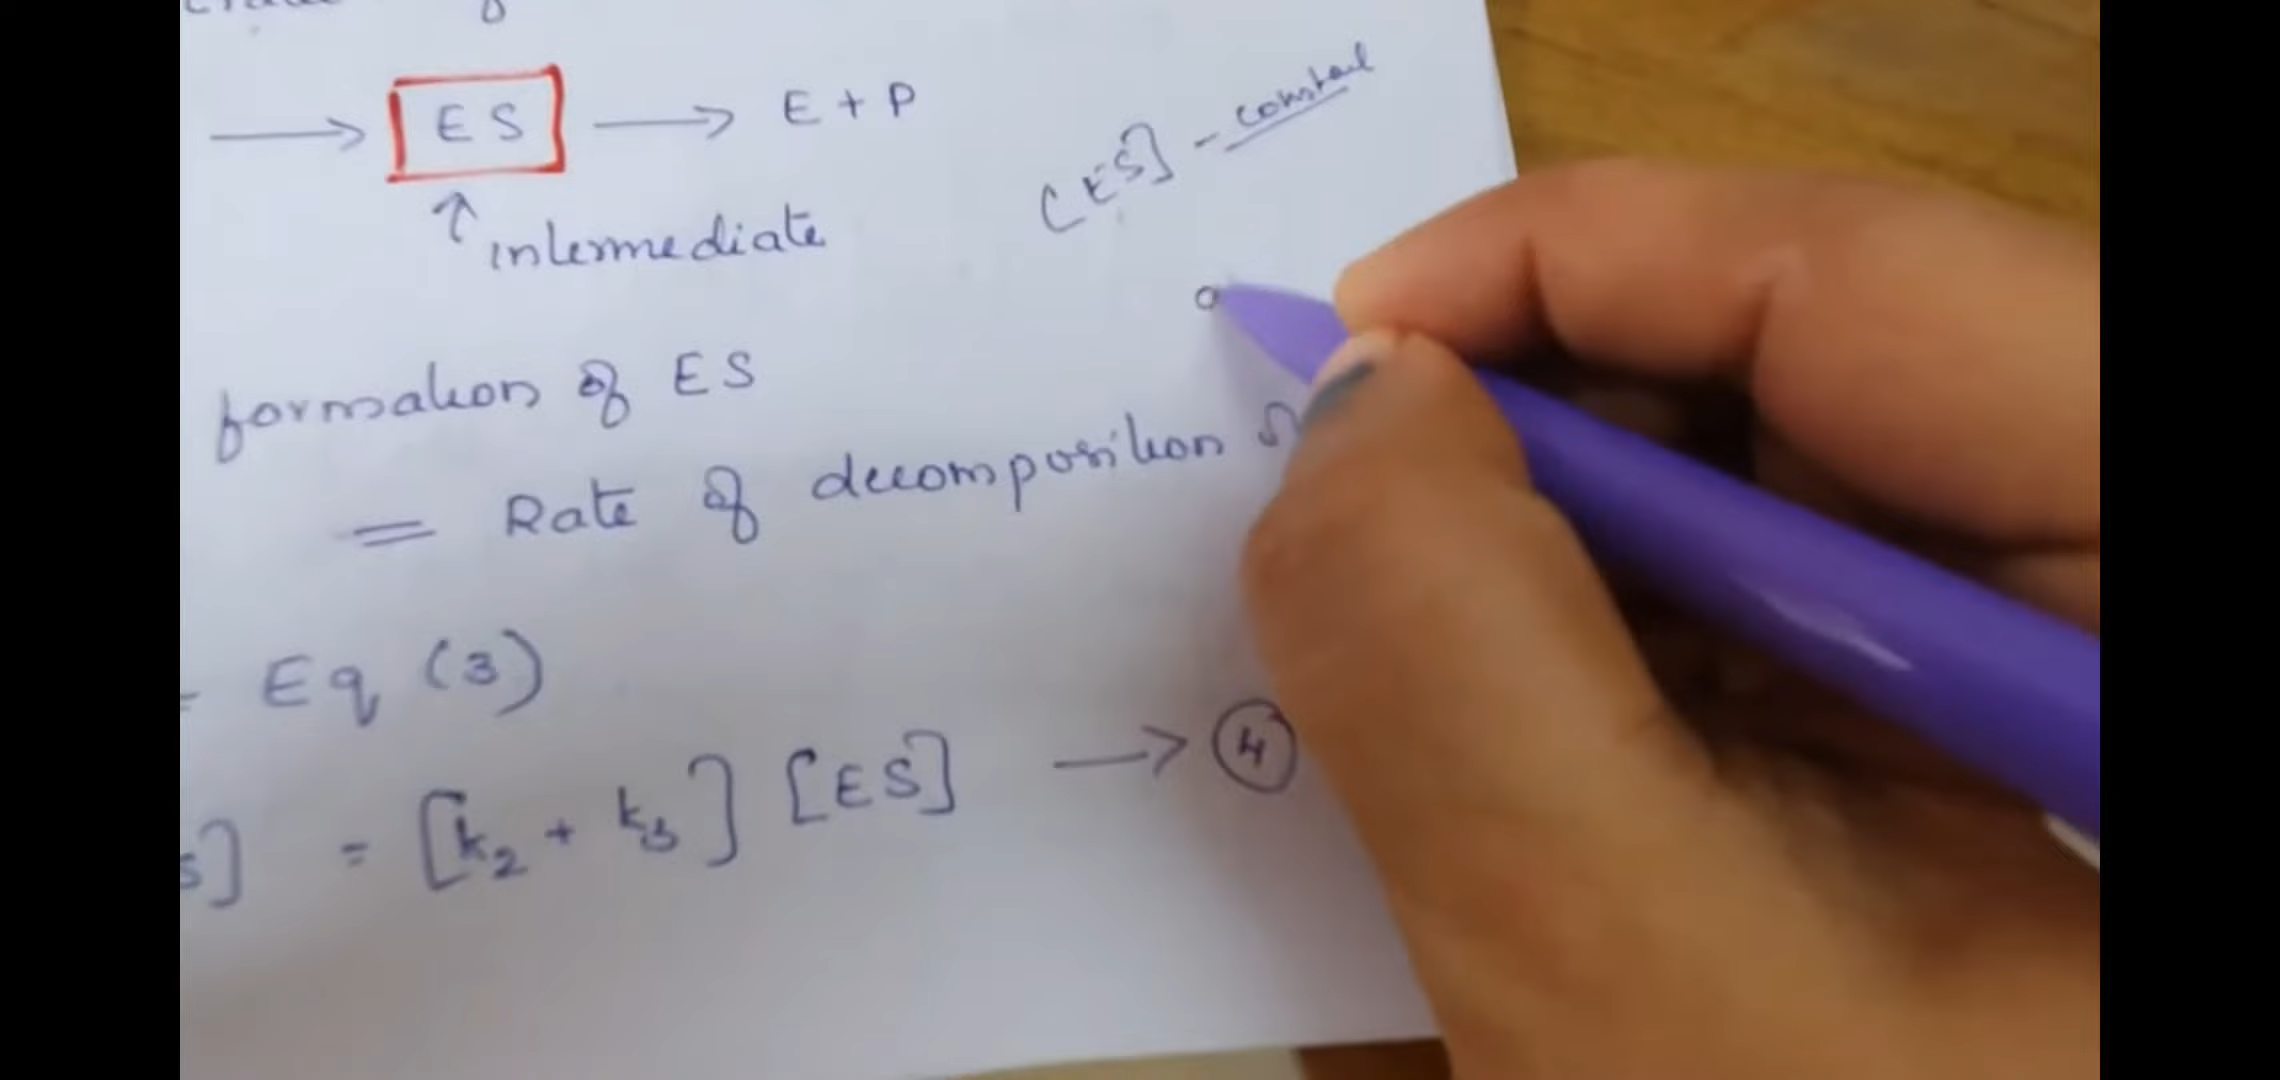 → ES → E + P
[ES] - constant
↑ intermediate
formation of ES
= Rate of decomposition
= Eq (3)
s] = [k₂ + k₃] [ES] → ④